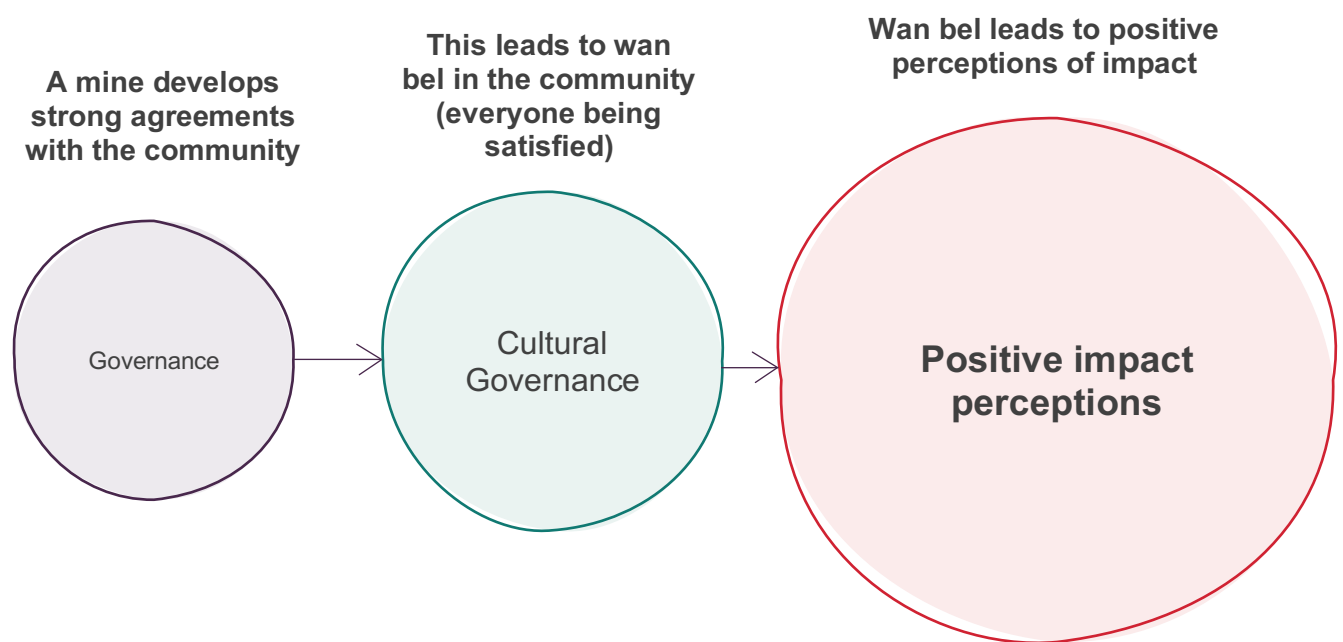 A mine develops
strong agreements
with the community
This leads to wan
bel in the community
(everyone being
satisfied)
Wan bel leads to positive
perceptions of impact
Governance
Cultural
Governance
Positive impact
perceptions